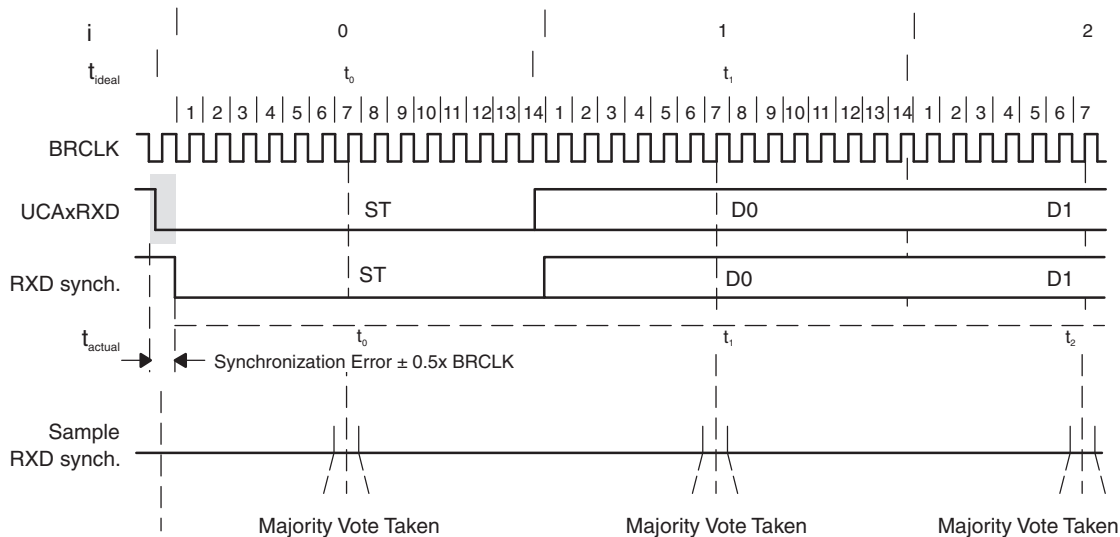 i 0 1 2
tideal t0 t1
1 2 3 4 5 6 7 8 9 10 11 12 13 14 1 2 3 4 5 6 7 8 9 10 11 12 13 14 1 2 3 4 5 6 7
BRCLK
UCAxRXD ST D0 D1
RXD synch. ST D0 D1
tactual t0 t1 t2
Synchronization Error ± 0.5x BRCLK
Sample
RXD synch.
Majority Vote Taken Majority Vote Taken Majority Vote Taken